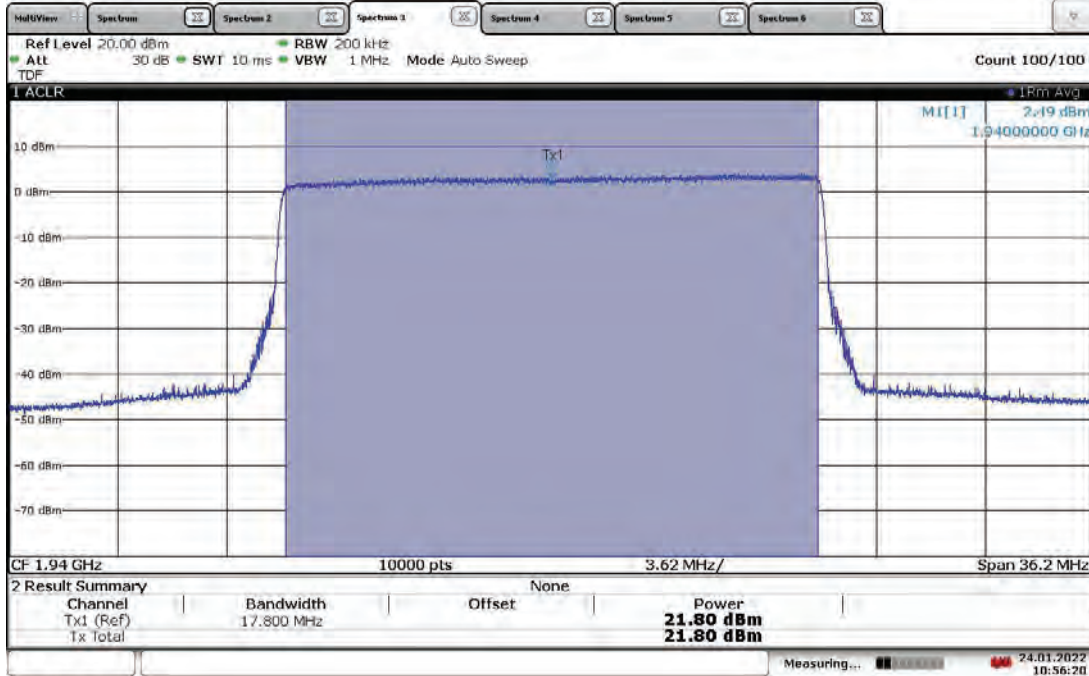 MultiView Spectrum Spectrum 2 Spectrum 3 Spectrum 4 Spectrum 5 Spectrum 6
Ref Level 20.00 dBm RBW 200 kHz
Att 30 dB SWT 10 ms VBW 1 MHz Mode Auto Sweep Count 100/100
TDF
1 ACLR 1Rm Avg
M1[1] 2.49 dBm
1.94000000 GHz
10 dBm
Tx1
0 dBm
-10 dBm
-20 dBm
-30 dBm
-40 dBm
-50 dBm
-60 dBm
-70 dBm
CF 1.94 GHz 10000 pts 3.62 MHz/ Span 36.2 MHz
2 Result Summary None
Channel Bandwidth Offset Power
Tx1 (Ref) 17.800 MHz 21.80 dBm
Tx Total 21.80 dBm
Measuring... 24.01.2022
10:56:20